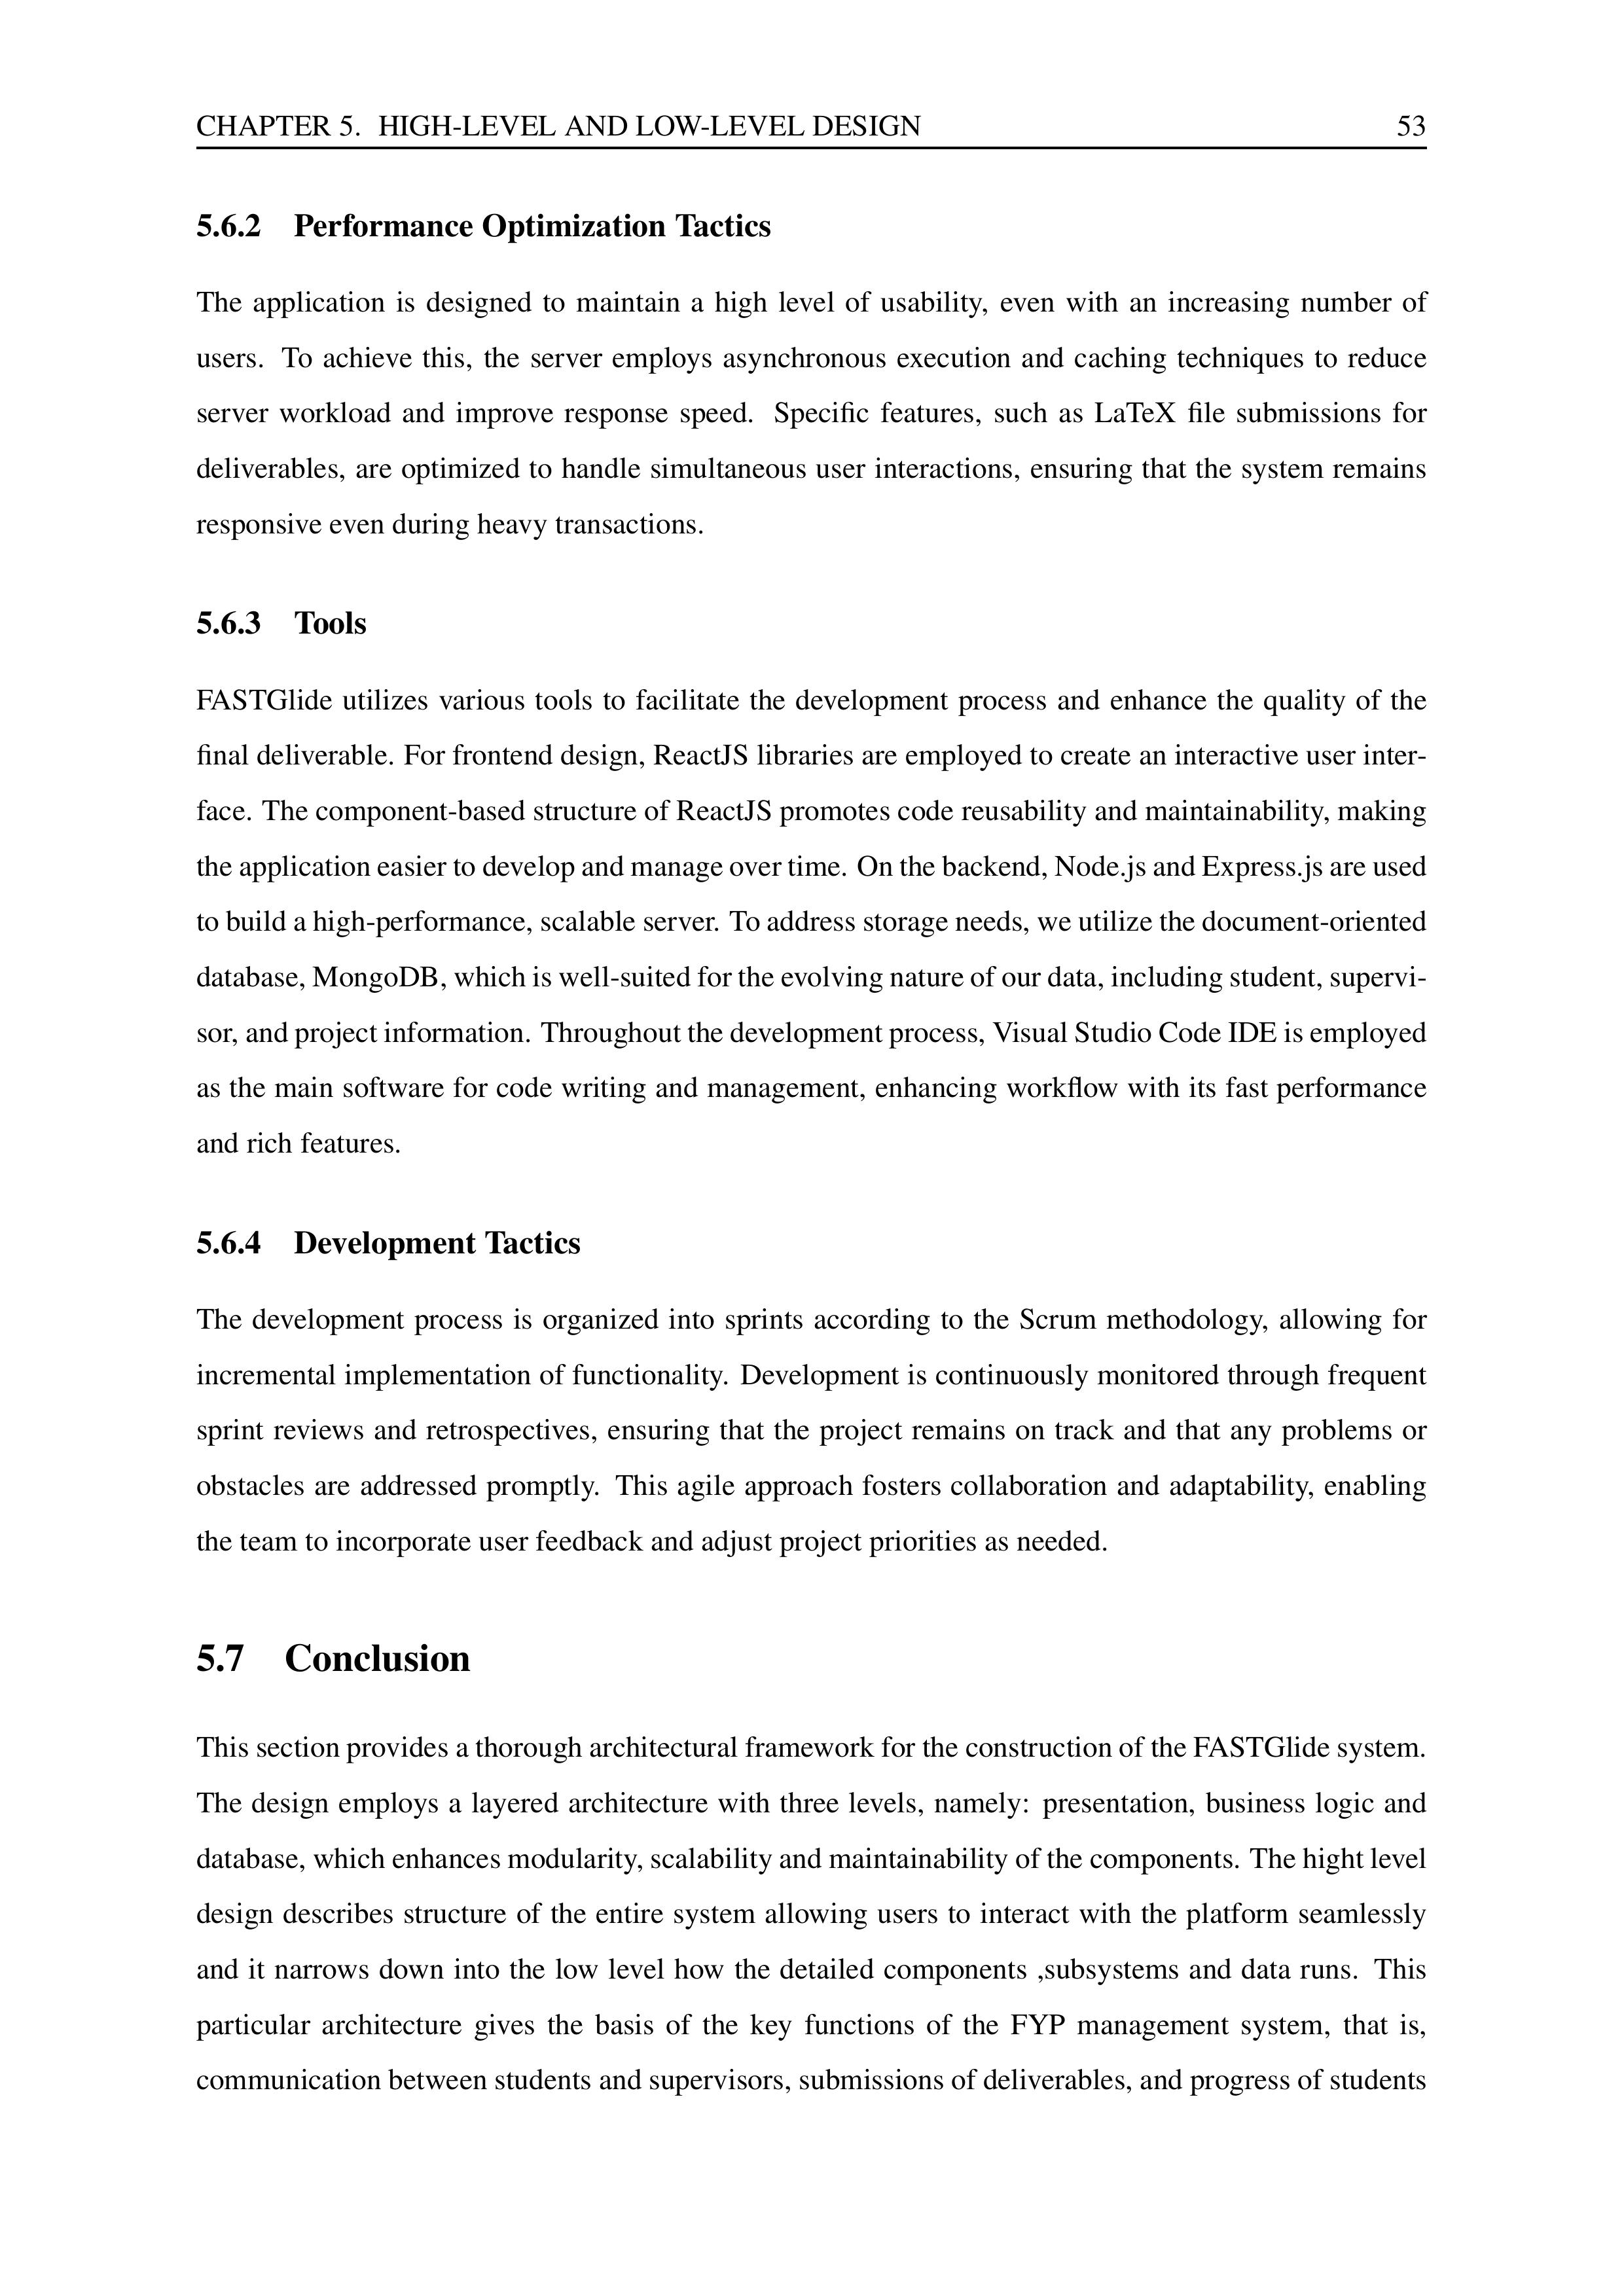 CHAPTER 5. HIGH-LEVEL AND LOW-LEVEL DESIGN 53
5.6.2 Performance Optimization Tactics
The application is designed to maintain a high level of usability, even with an increasing number of
users. To achieve this, the server employs asynchronous execution and caching techniques to reduce
server workload and improve response speed. Specific features, such as LaTeX file submissions for
deliverables, are optimized to handle simultaneous user interactions, ensuring that the system remains
responsive even during heavy transactions.
5.6.3 Tools
FASTGlide utilizes various tools to facilitate the development process and enhance the quality of the
final deliverable. For frontend design, ReactJS libraries are employed to create an interactive user inter-
face. The component-based structure of ReactJS promotes code reusability and maintainability, making
the application easier to develop and manage over time. On the backend, Node.js and Express.js are used
to build a high-performance, scalable server. To address storage needs, we utilize the document-oriented
database, MongoDB, which is well-suited for the evolving nature of our data, including student, supervi-
sor, and project information. Throughout the development process, Visual Studio Code IDE is employed
as the main software for code writing and management, enhancing workflow with its fast performance
and rich features.
5.6.4 Development Tactics
The development process is organized into sprints according to the Scrum methodology, allowing for
incremental implementation of functionality. Development is continuously monitored through frequent
sprint reviews and retrospectives, ensuring that the project remains on track and that any problems or
obstacles are addressed promptly. This agile approach fosters collaboration and adaptability, enabling
the team to incorporate user feedback and adjust project priorities as needed.
5.7 Conclusion
This section provides a thorough architectural framework for the construction of the FASTGlide system.
The design employs a layered architecture with three levels, namely: presentation, business logic and
database, which enhances modularity, scalability and maintainability of the components. The hight level
design describes structure of the entire system allowing users to interact with the platform seamlessly
and it narrows down into the low level how the detailed components ,subsystems and data runs. This
particular architecture gives the basis of the key functions of the FYP management system, that is,
communication between students and supervisors, submissions of deliverables, and progress of students